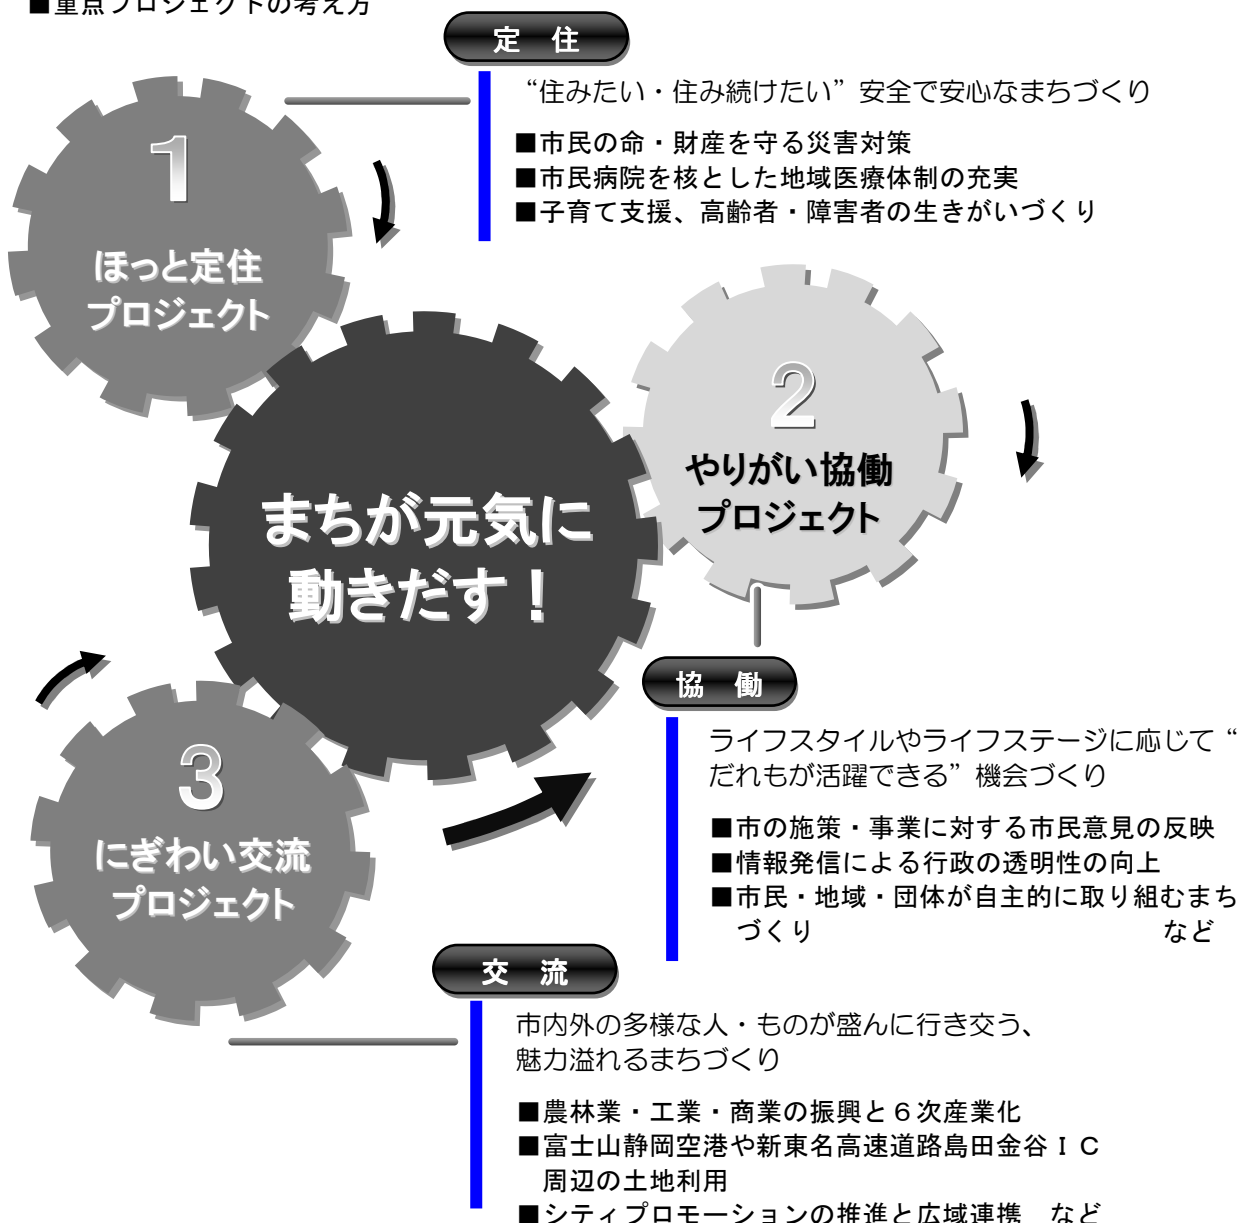 ■重点プロジェクトの考え方
定　住
“住みたい・住み続けたい”安全で安心なまちづくり
■市民の命・財産を守る災害対策
■市民病院を核とした地域医療体制の充実
■子育て支援、高齢者・障害者の生きがいづくり
1
ほっと定住
プロジェクト
2
やりがい協働
プロジェクト
まちが元気に
動きだす！
協　働
ライフスタイルやライフステージに応じて“
だれもが活躍できる”機会づくり
■市の施策・事業に対する市民意見の反映
■情報発信による行政の透明性の向上
■市民・地域・団体が自主的に取り組むまち
づくり　など
3
にぎわい交流
プロジェクト
交　流
市内外の多様な人・ものが盛んに行き交う、
魅力溢れるまちづくり
■農林業・工業・商業の振興と６次産業化
■富士山静岡空港や新東名高速道路島田金谷ＩＣ
周辺の土地利用
■シティプロモーションの推進と広域連携　など